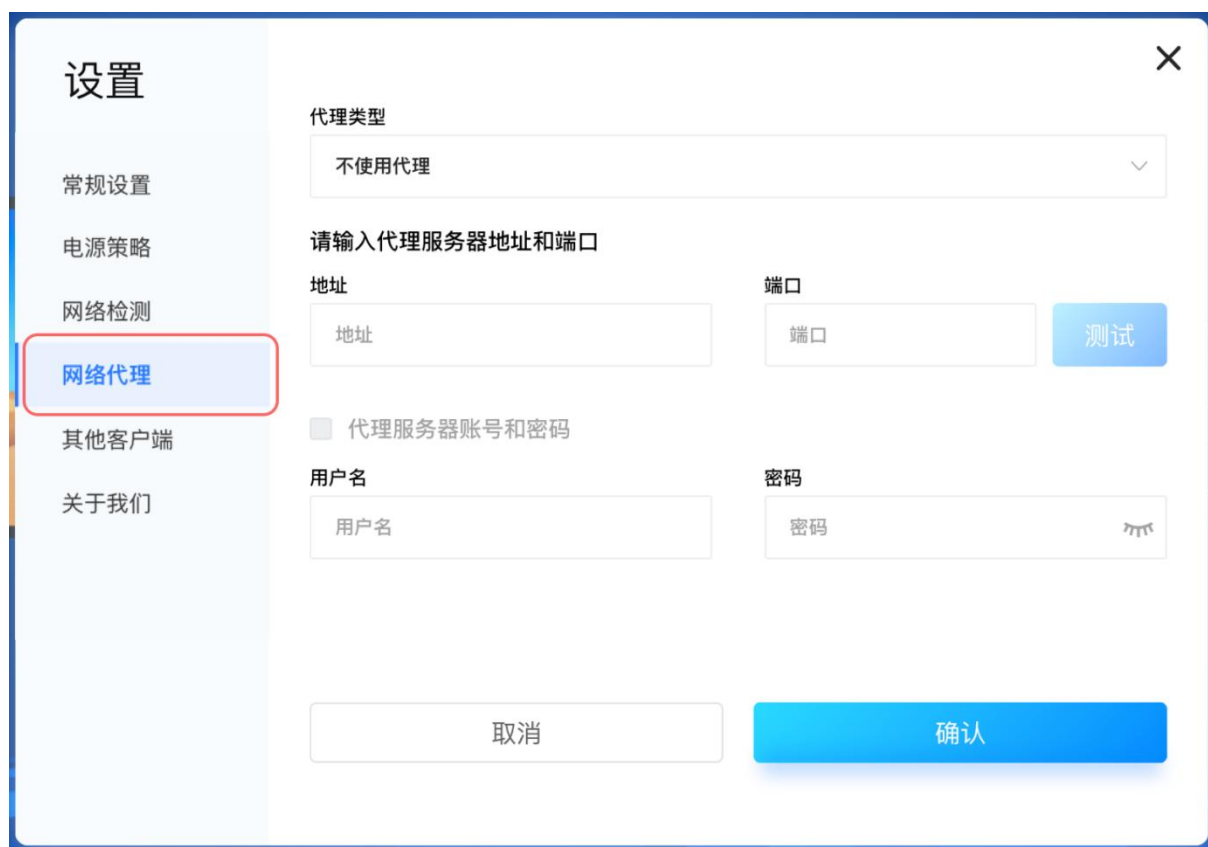 设置
常规设置
电源策略
网络检测
网络代理
其他客户端
关于我们
代理类型
不使用代理
请输入代理服务器地址和端口
地址
端口
地址
端口
测试
代理服务器账号和密码
用户名
密码
用户名
密码
取消
确认